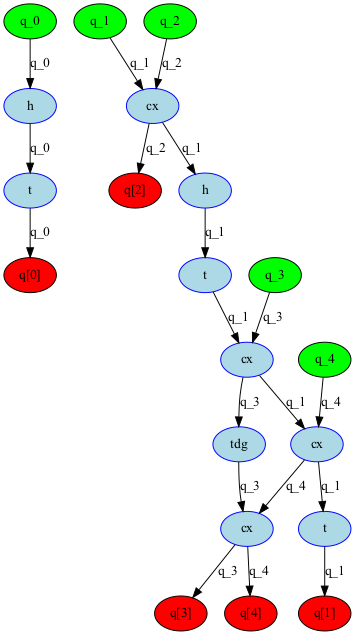 q_0 q_1 q_2
q_0 q_1 q_2
h cx
q_0 q_2 q_1
t q[2] h
q_0 q_1
q[0] t q_3
q_1 q_3
cx q_4
q_3 q_1 q_4
tdg cx
q_3 q_4 q_1
cx t
q_3 q_4 q_1
q[3] q[4] q[1]